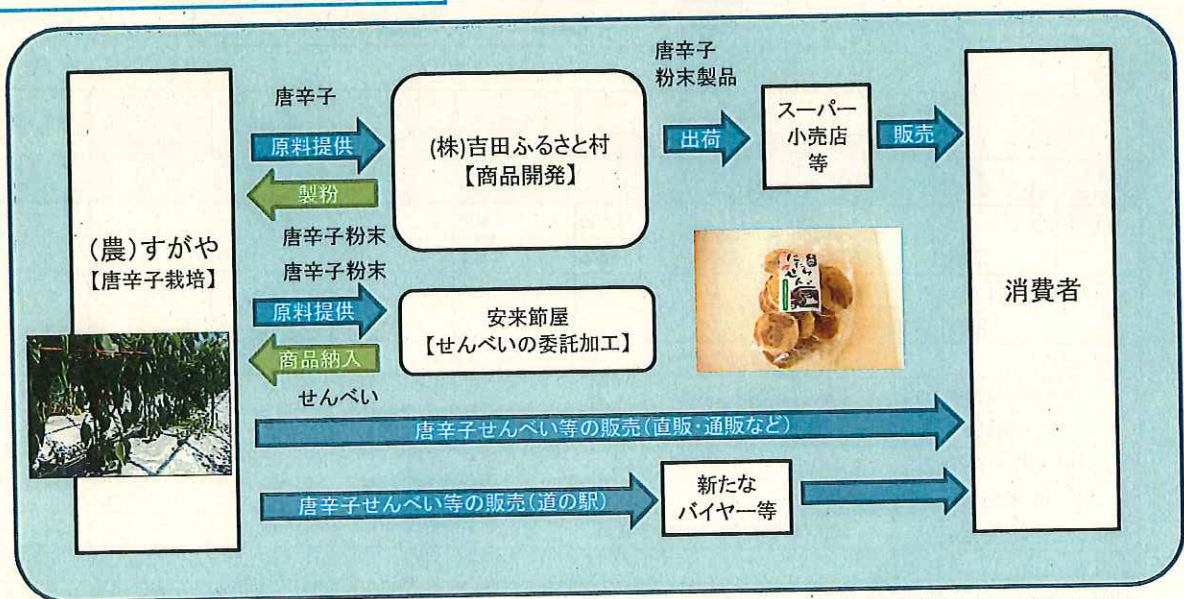 (農)すがや
【唐辛子栽培】
唐辛子
原料提供
製粉
唐辛子粉末
(株)吉田ふるさと村
【商品開発】
唐辛子
粉末製品
出荷
スーパー
小売店
等
販売
唐辛子粉末
原料提供
商品納入
せんべい
安来節屋
【せんべいの委託加工】
唐辛子せんべい等の販売(直販・通販など)
唐辛子せんべい等の販売(道の駅)
新たな
バイヤー等
消費者